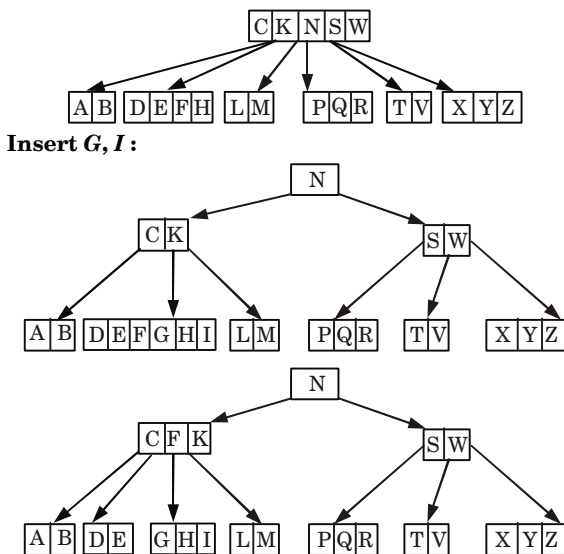 C K N S W
A B D E F H L M P Q R T V X Y Z
Insert G, I :
N
C K S W
A B D E F G H I L M P Q R T V X Y Z
N
C F K S W
A B D E G H I L M P Q R T V X Y Z